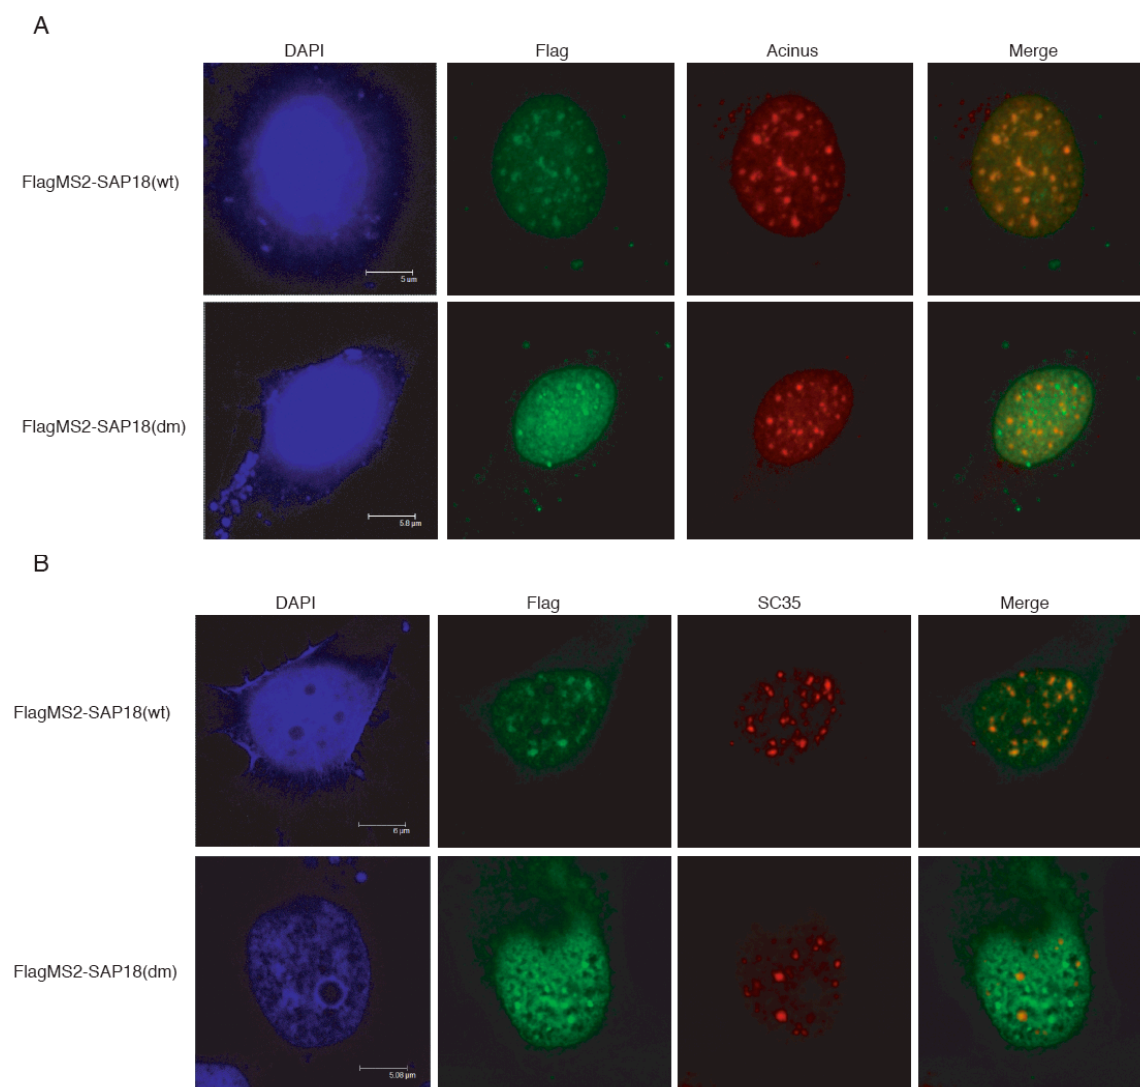 A
DAPI Flag Acinus Merge
FlagMS2-SAP18(wt)
5 µm
FlagMS2-SAP18(dm)
5.8 µm
B
DAPI Flag SC35 Merge
FlagMS2-SAP18(wt)
6 µm
FlagMS2-SAP18(dm)
5.08 µm